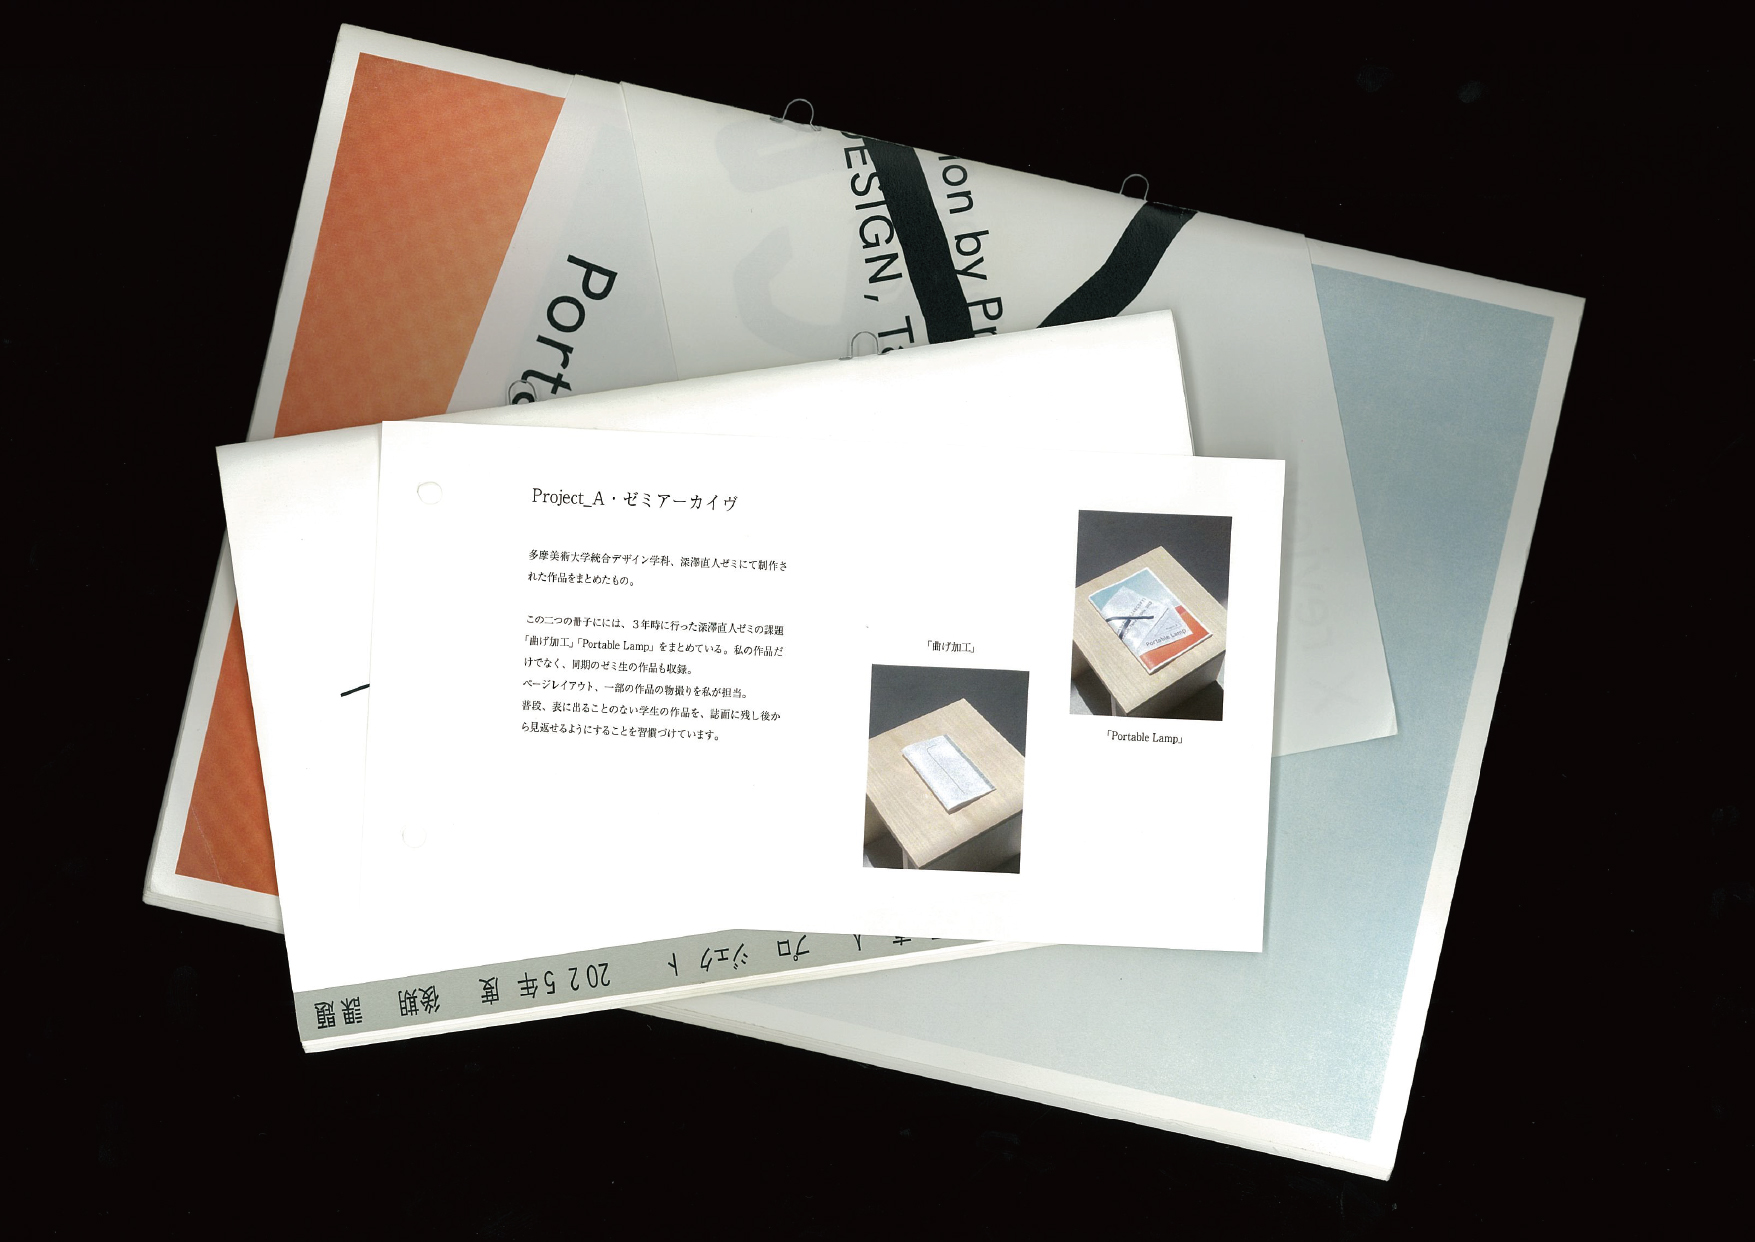 Porta
DESIGN, Ta
ion by Pr
Project_A・ゼミアーカイヴ
多摩美術大学統合デザイン学科、深澤直人ゼミにて制作さ
れた作品をまとめたもの。
この二つの冊子にには、３年時に行った深澤直人ゼミの課題
「曲げ加工」「Portable Lamp」をまとめている。私の作品だ
けでなく、同期のゼミ生の作品も収録。
ページレイアウト、一部の作品の物撮りを私が担当。
普段、表に出ることのない学生の作品を、誌面に残し後か
ら見返せるようにすることを習慣づけています。
「曲げ加工」
「Portable Lamp」
Portable Lamp
人 プロジェクト 2025年度 後期 課題